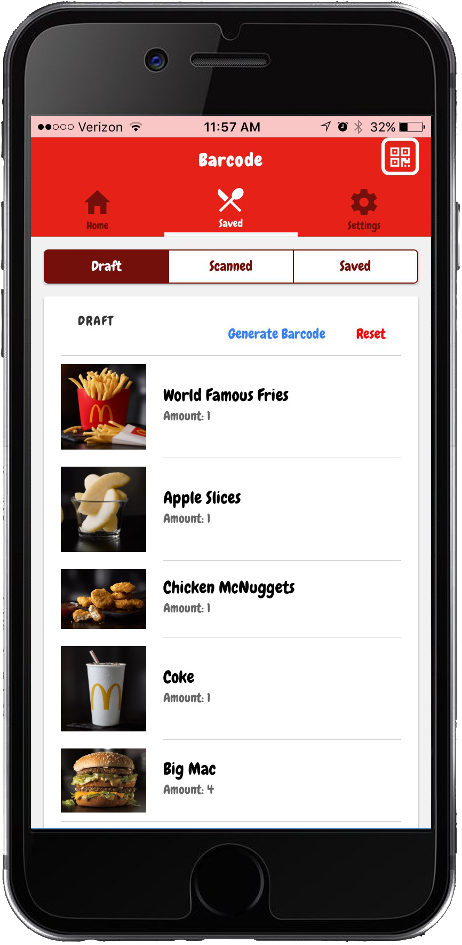 Verizon 11:57 AM 32%
Barcode
Home Saved Settings
Draft Scanned Saved
DRAFT
Generate Barcode Reset
World Famous Fries
Amount: 1
Apple Slices
Amount: 1
Chicken McNuggets
Amount: 1
Coke
Amount: 1
Big Mac
Amount: 4